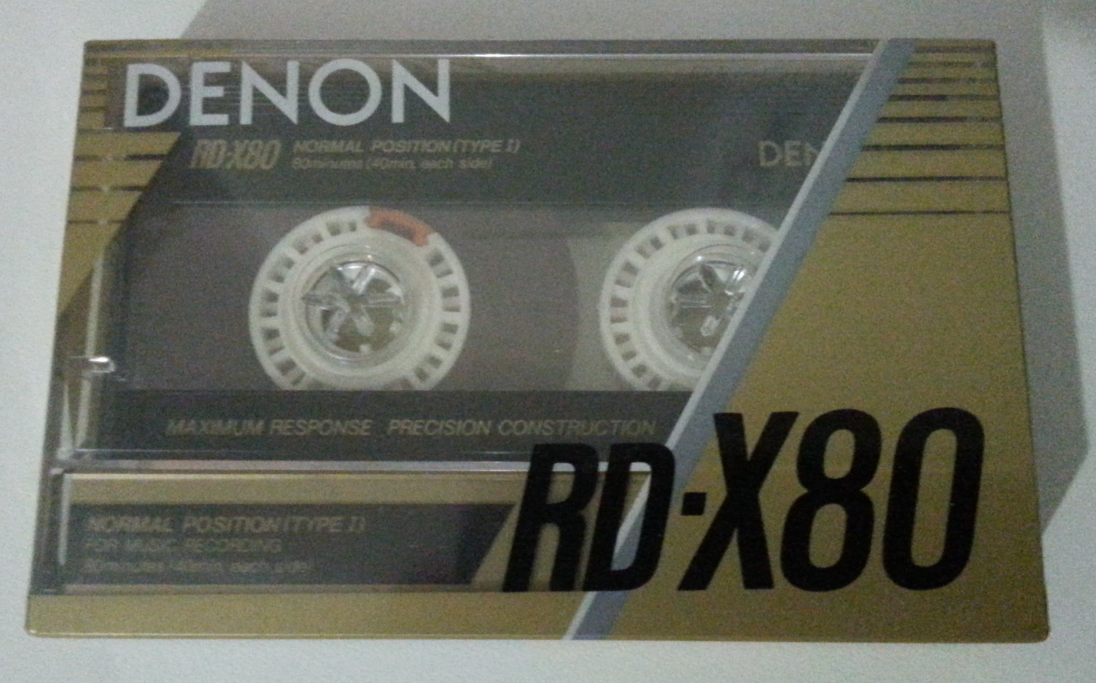 DENON
RD-X80 NORMAL POSITION (TYPE I)
80minutes (40min. each side)
DEN
MAXIMUM RESPONSE PRECISION CONSTRUCTION
RD-X80
NORMAL POSITION (TYPE I)
FOR MUSIC RECORDING
80minutes (40min. each side)